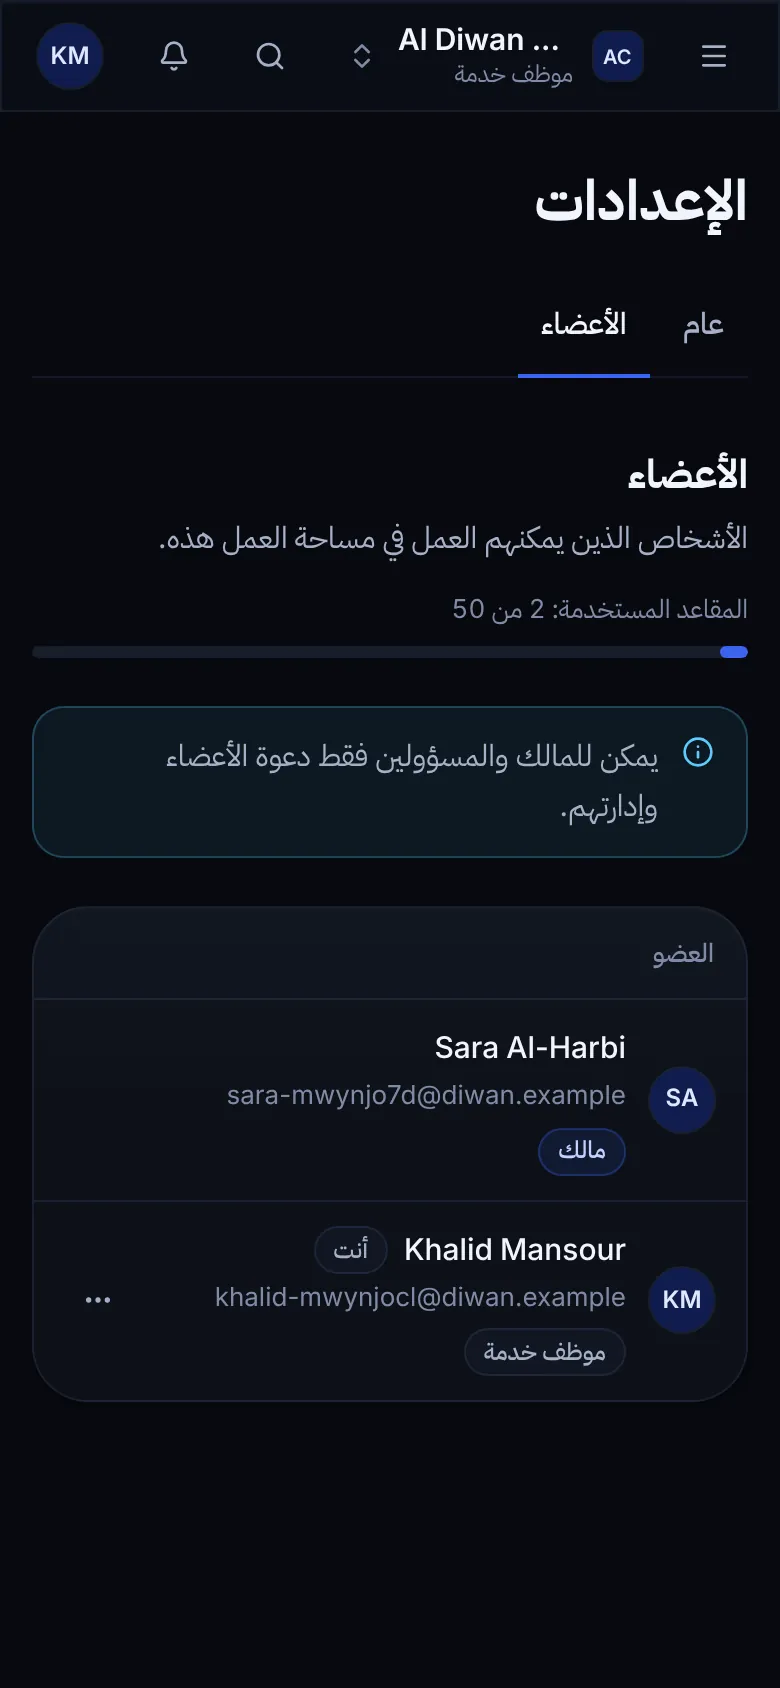 AC
Al Diwan ...
موظف خدمة
KM
الإعدادات
عام
الأعضاء
الأعضاء
الأشخاص الذين يمكنهم العمل في مساحة العمل هذه.
المقاعد المستخدمة: 2 من 50
يمكن للمالك والمسؤولين فقط دعوة الأعضاء
وإدارتهم.
العضو
SA
Sara Al-Harbi
sara-mwynjo7d@diwan.example
مالك
KM
Khalid Mansour
أنت
khalid-mwynjocl@diwan.example
موظف خدمة